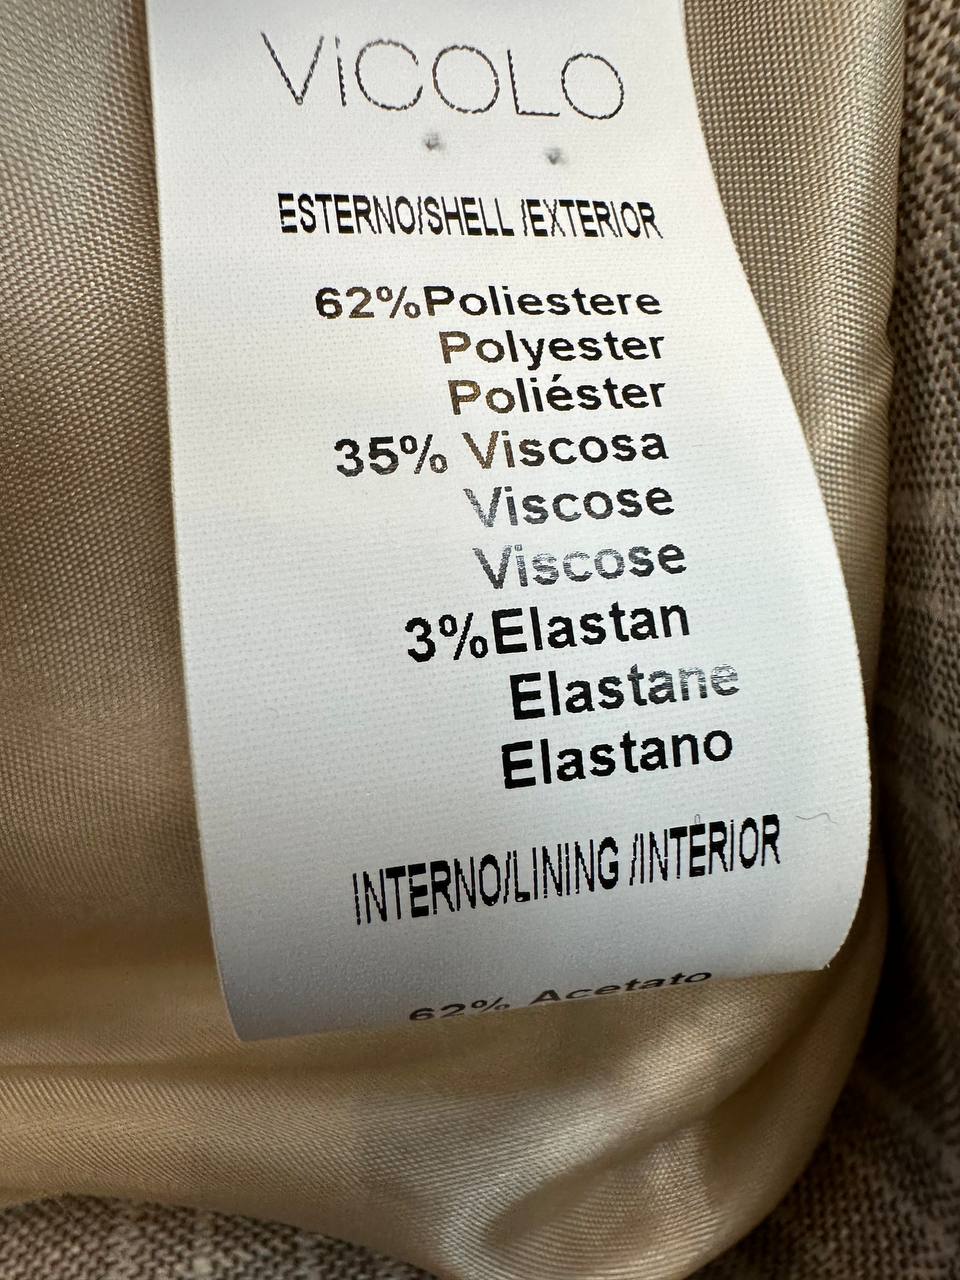 ViCOLO
ESTERNO/SHELL /EXTERIOR
62%Poliestere
Polyester
Poliéster
35% Viscosa
Viscose
Viscose
3%Elastan
Elastane
Elastano
INTERNO/LINING /INTERIOR
62% Acetato